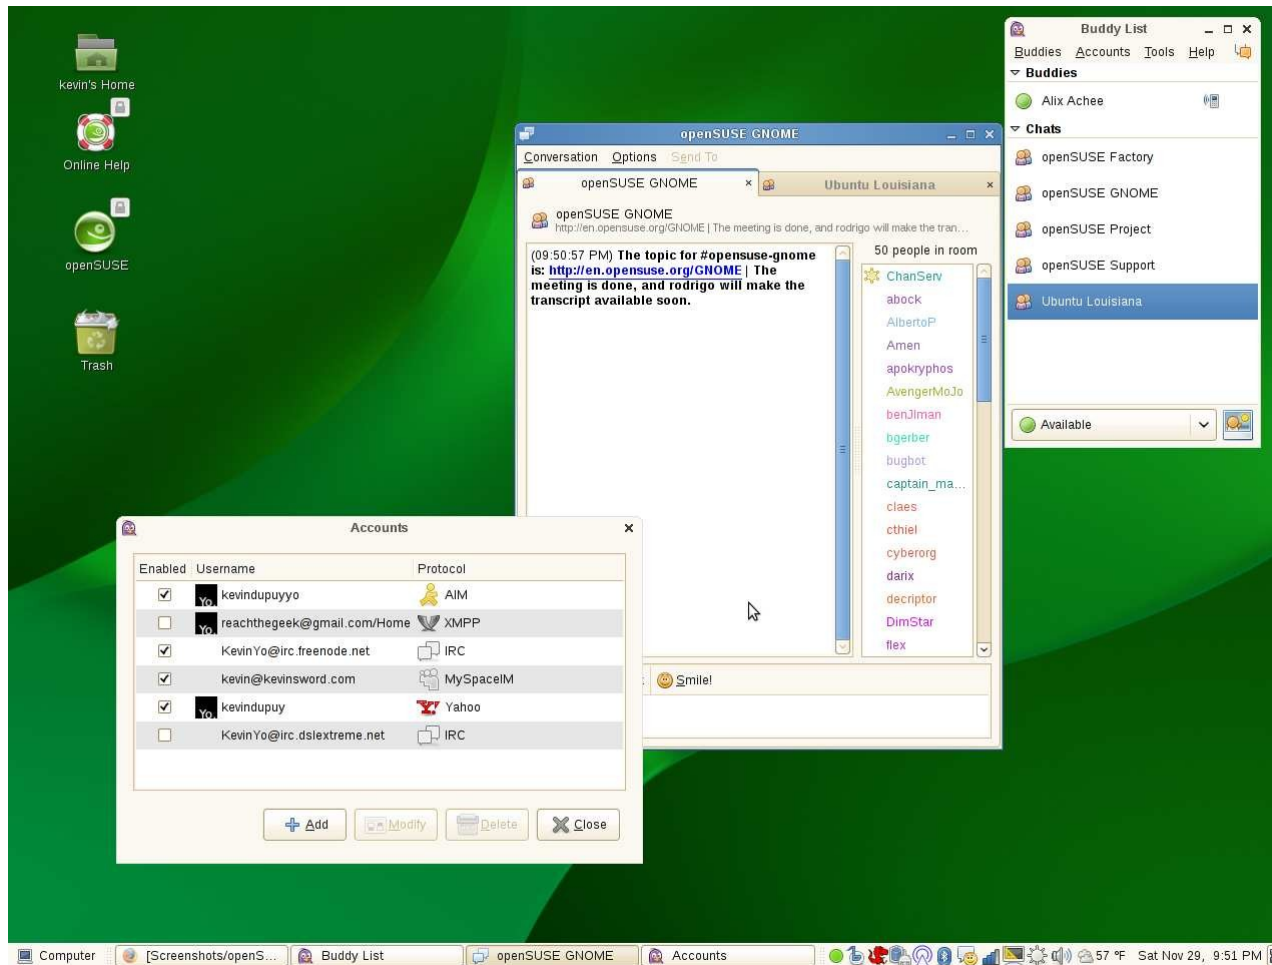 kevin's Home
Online Help
openSUSE
Trash
Buddy List
Buddies Accounts Tools Help
Buddies
Alix Achee
Chats
openSUSE Factory
openSUSE GNOME
openSUSE Project
openSUSE Support
Ubuntu Louisiana
Available
openSUSE GNOME
Conversation Options Send To
openSUSE GNOME
Ubuntu Louisiana
openSUSE GNOME
http://en.opensuse.org/GNOME | The meeting is done, and rodrigo will make the tran...
(09:50:57 PM) The topic for #opensuse-gnome
is: http://en.opensuse.org/GNOME | The
meeting is done, and rodrigo will make the
transcript available soon.
50 people in room
ChanServ
abock
AlbertoP
Amen
apokryphos
AvengerMoJo
benJIman
bgerber
bugbot
captain_ma...
claes
cthiel
cyberorg
darix
decriptor
DimStar
flex
Smile!
Accounts
Enabled Username Protocol
Yo. kevindupuyyo AIM
Yo. reachthegeek@gmail.com/Home XMPP
KevinYo@irc.freenode.net IRC
kevin@kevinsword.com MySpaceIM
Yo. kevindupuy Y! Yahoo
KevinYo@irc.dslextreme.net IRC
Add Modify Delete Close
Computer [Screenshots/openS... Buddy List openSUSE GNOME Accounts 57 °F Sat Nov 29, 9:51 PM